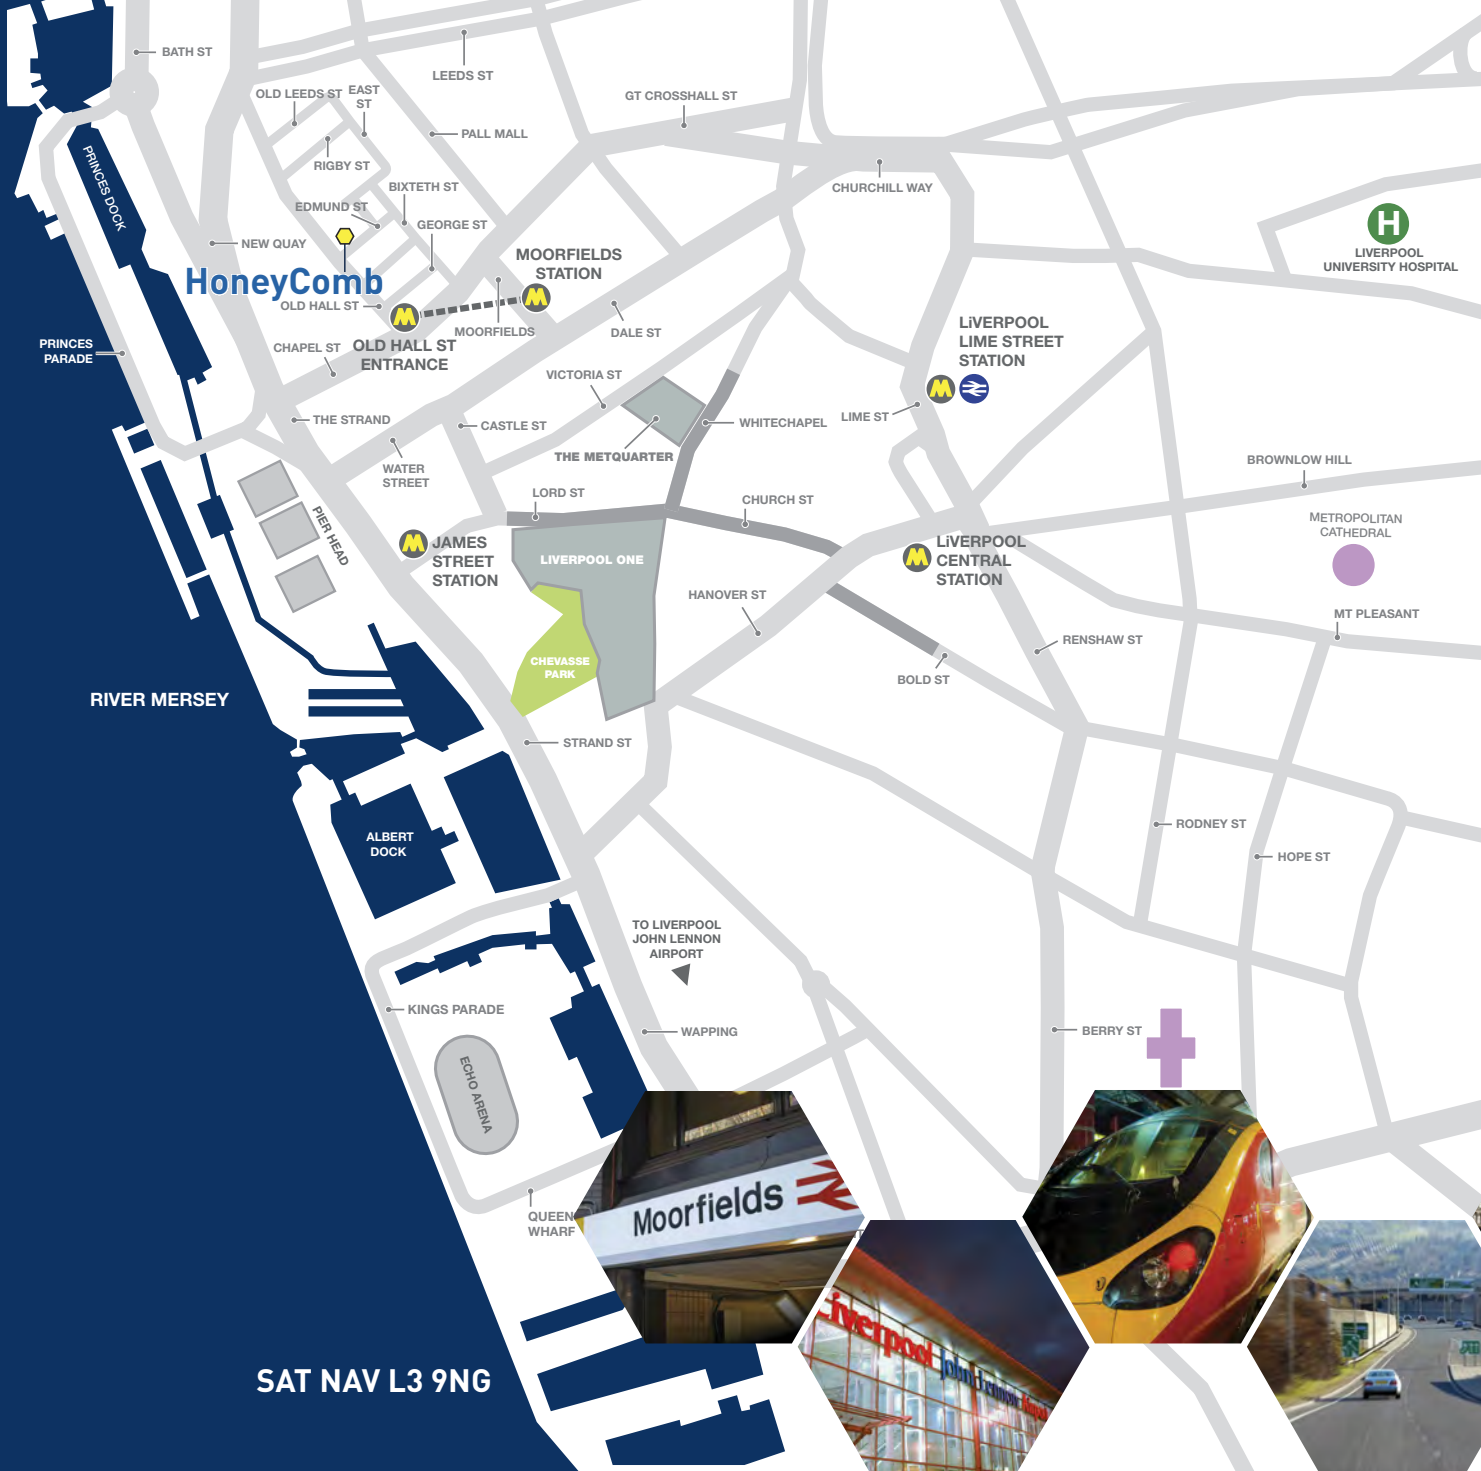 BATH ST
LEEDS ST
OLD LEEDS ST
EAST
ST
GT CROSSHALL ST
PALL MALL
PRINCES DOCK
RIGBY ST
BIXTETH ST
CHURCHILL WAY
EDMUND ST
GEORGE ST
H
NEW QUAY
LIVERPOOL
UNIVERSITY HOSPITAL
MOORFIELDS
STATION
HoneyComb
OLD HALL ST
MOORFIELDS
DALE ST
LiVERPOOL
LIME STREET
STATION
PRINCES
PARADE
CHAPEL ST
OLD HALL ST
ENTRANCE
VICTORIA ST
LIME ST
THE STRAND
CASTLE ST
WHITECHAPEL
THE METQUARTER
WATER
STREET
BROWNLOW HILL
LORD ST
CHURCH ST
PIER HEAD
METROPOLITAN
CATHEDRAL
JAMES
STREET
STATION
LIVERPOOL ONE
LiVERPOOL
CENTRAL
STATION
HANOVER ST
MT PLEASANT
RENSHAW ST
CHEVASSE
PARK
BOLD ST
RIVER MERSEY
STRAND ST
ALBERT
DOCK
RODNEY ST
HOPE ST
TO LIVERPOOL
JOHN LENNON
AIRPORT
KINGS PARADE
WAPPING
BERRY ST
ECHO ARENA
Moorfields
QUEEN
WHARF
Liverpool
John Lennon
Airport
SAT NAV L3 9NG